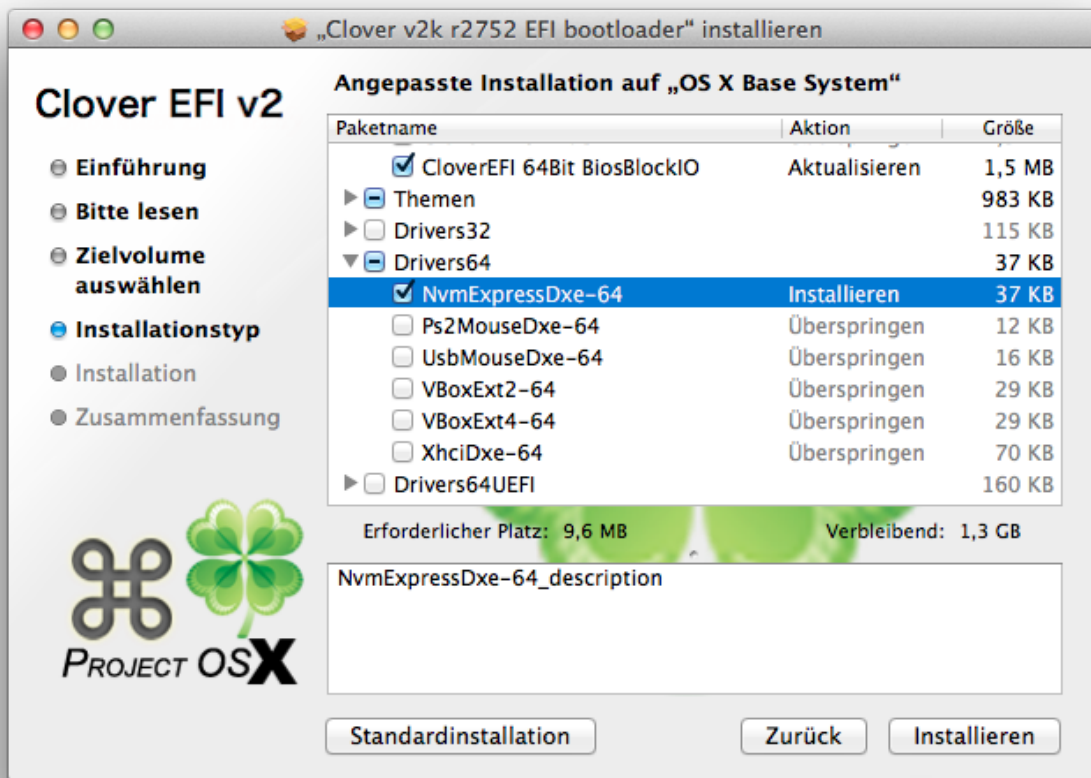 „Clover v2k r2752 EFI bootloader“ installieren
Clover EFI v2
Einführung
Bitte lesen
Zielvolume
auswählen
Installationstyp
Installation
Zusammenfassung
PROJECT OSX
Angepasste Installation auf „OS X Base System“
Paketname Aktion Größe
CloverEFI 64Bit BiosBlockIO Aktualisieren 1,5 MB
Themen 983 KB
Drivers32 115 KB
Drivers64 37 KB
NvmExpressDxe-64 Installieren 37 KB
Ps2MouseDxe-64 Überspringen 12 KB
UsbMouseDxe-64 Überspringen 16 KB
VBoxExt2-64 Überspringen 29 KB
VBoxExt4-64 Überspringen 29 KB
XhciDxe-64 Überspringen 70 KB
Drivers64UEFI 160 KB
Erforderlicher Platz: 9,6 MB Verbleibend: 1,3 GB
NvmExpressDxe-64_description
Standardinstallation Zurück Installieren